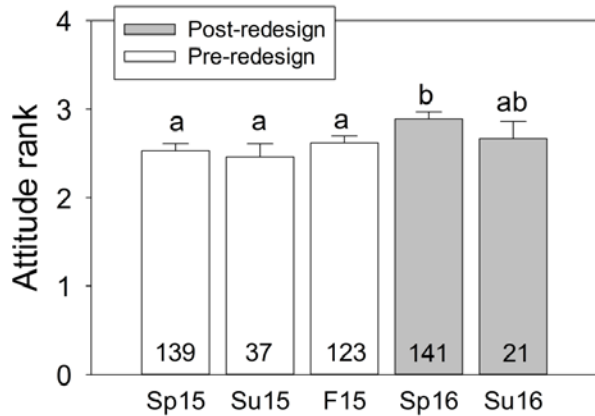 4
Post-redesign
Pre-redesign
3
a a a b ab
2
1
0
139 37 123 141 21
Sp15 Su15 F15 Sp16 Su16
Attitude rank